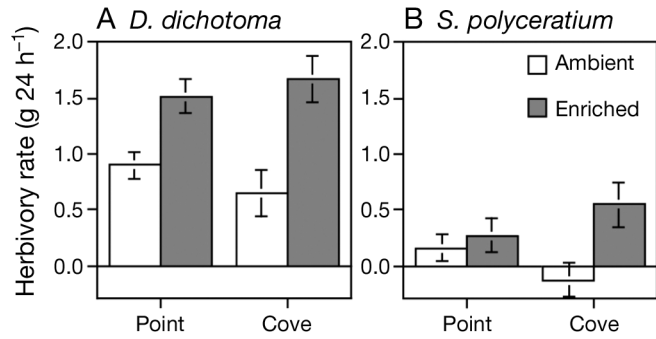 A D. dichotoma
B S. polyceratium
Herbivory rate (g 24 h⁻¹)
2.0
1.5
1.0
0.5
0.0
Point
Cove
2.0
1.5
1.0
0.5
0.0
Ambient
Enriched
Point
Cove